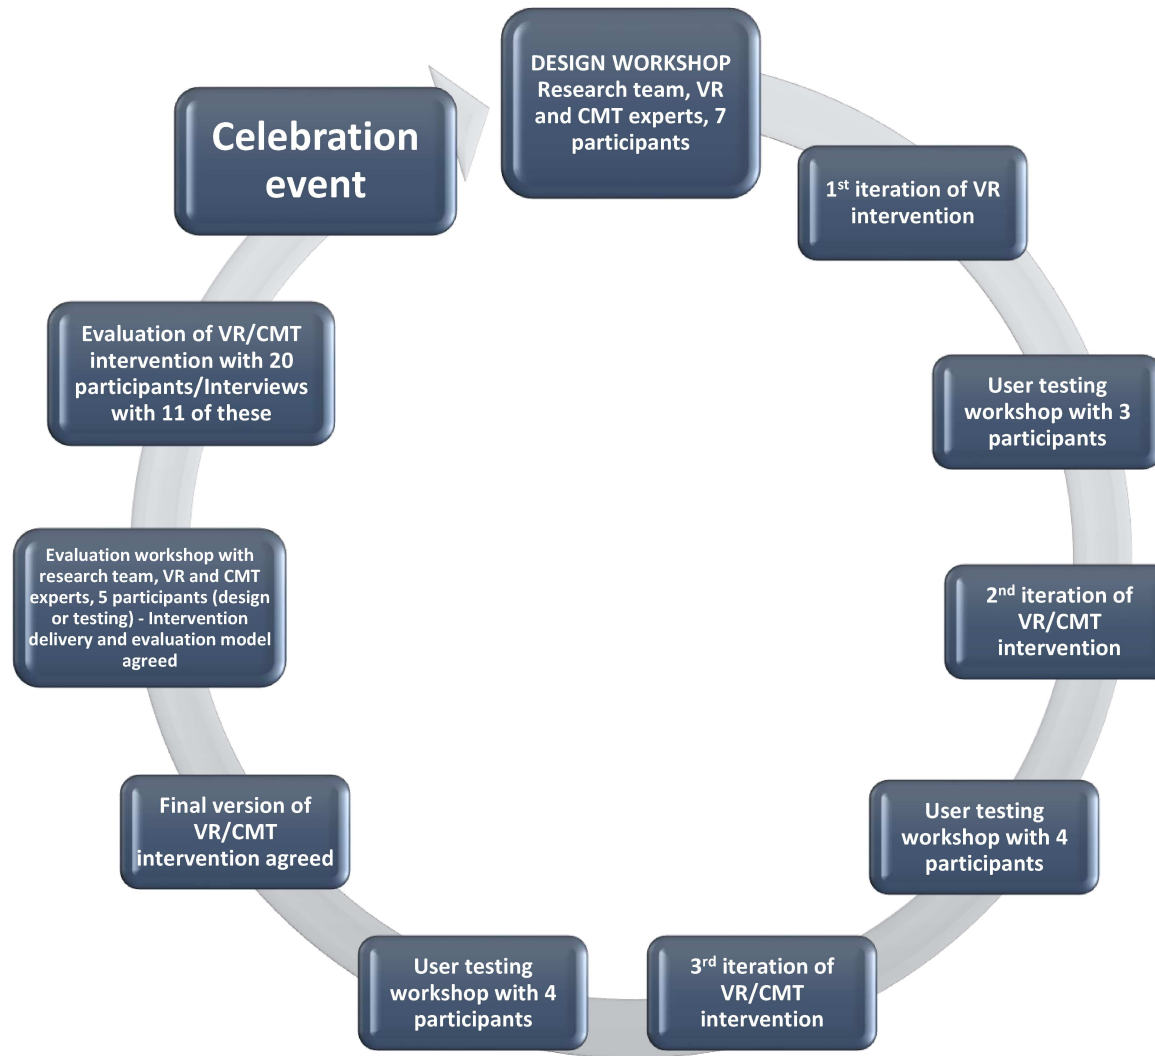 DESIGN WORKSHOP
Research team, VR
and CMT experts, 7
participants
1st iteration of VR
intervention
User testing
workshop with 3
participants
2nd iteration of
VR/CMT
intervention
User testing
workshop with 4
participants
3rd iteration of
VR/CMT
intervention
User testing
workshop with 4
participants
Final version of
VR/CMT
intervention agreed
Evaluation workshop with
research team, VR and CMT
experts, 5 participants (design
or testing) - Intervention
delivery and evaluation model
agreed
Evaluation of VR/CMT
intervention with 20
participants/Interviews
with 11 of these
Celebration
event